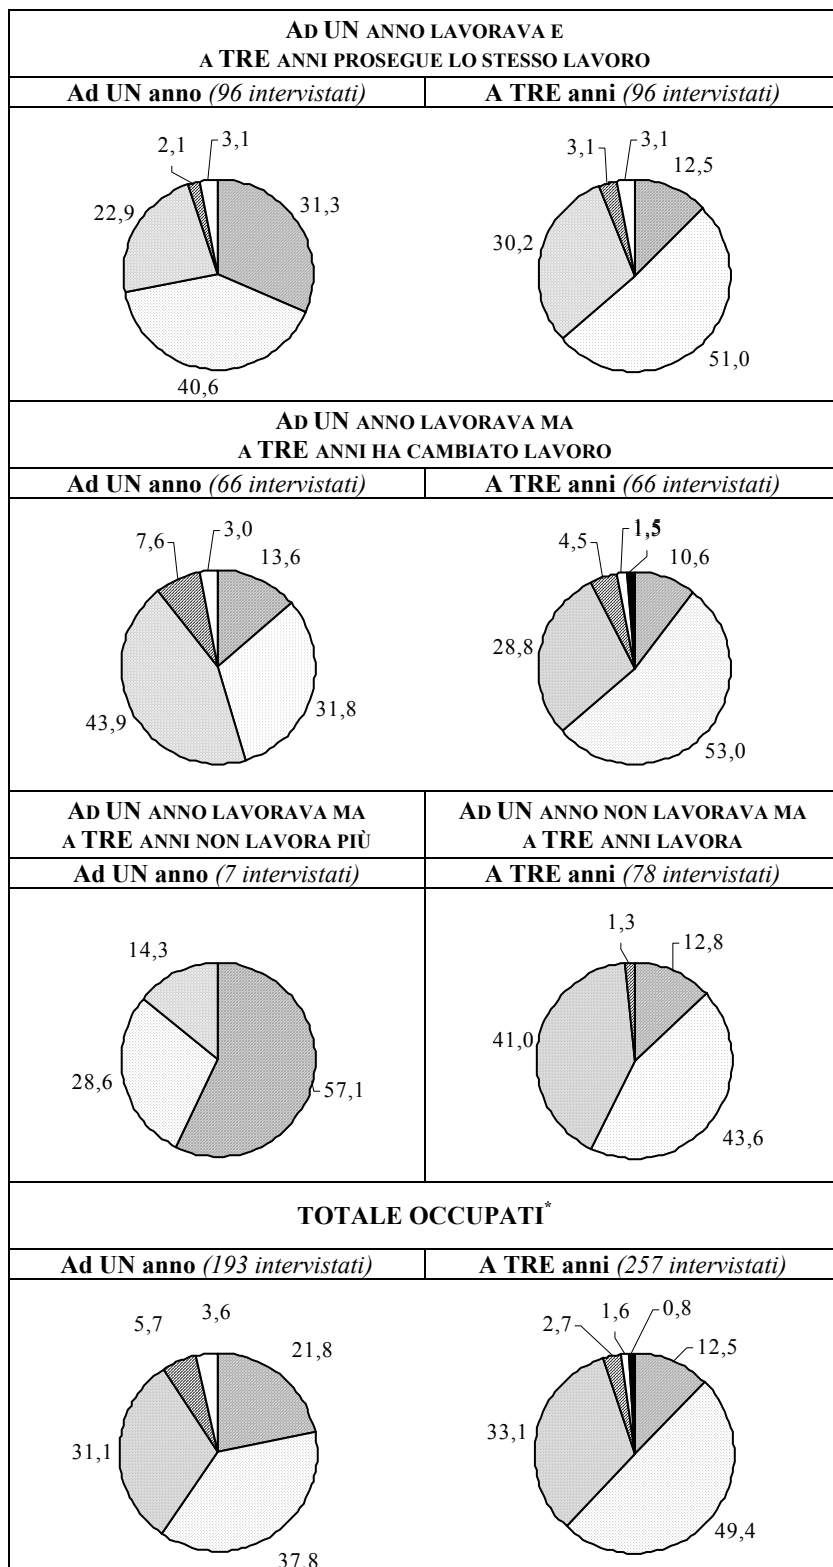 AD UN ANNO LAVORAVA E
A TRE ANNI PROSEGUE LO STESSO LAVORO
Ad UN anno (96 intervistati)
A TRE anni (96 intervistati)
2,1
3,1
31,3
22,9
40,6
3,1
3,1
12,5
30,2
51,0
AD UN ANNO LAVORAVA MA
A TRE ANNI HA CAMBIATO LAVORO
Ad UN anno (66 intervistati)
A TRE anni (66 intervistati)
7,6
3,0
13,6
43,9
31,8
4,5
1,5
1,5
10,6
28,8
53,0
AD UN ANNO LAVORAVA MA
A TRE ANNI NON LAVORA PIÙ
AD UN ANNO NON LAVORAVA MA
A TRE ANNI LAVORA
Ad UN anno (7 intervistati)
A TRE anni (78 intervistati)
14,3
28,6
57,1
1,3
12,8
41,0
43,6
TOTALE OCCUPATI*
Ad UN anno (193 intervistati)
A TRE anni (257 intervistati)
5,7
3,6
21,8
31,1
37,8
2,7
1,6
0,8
12,5
33,1
49,4